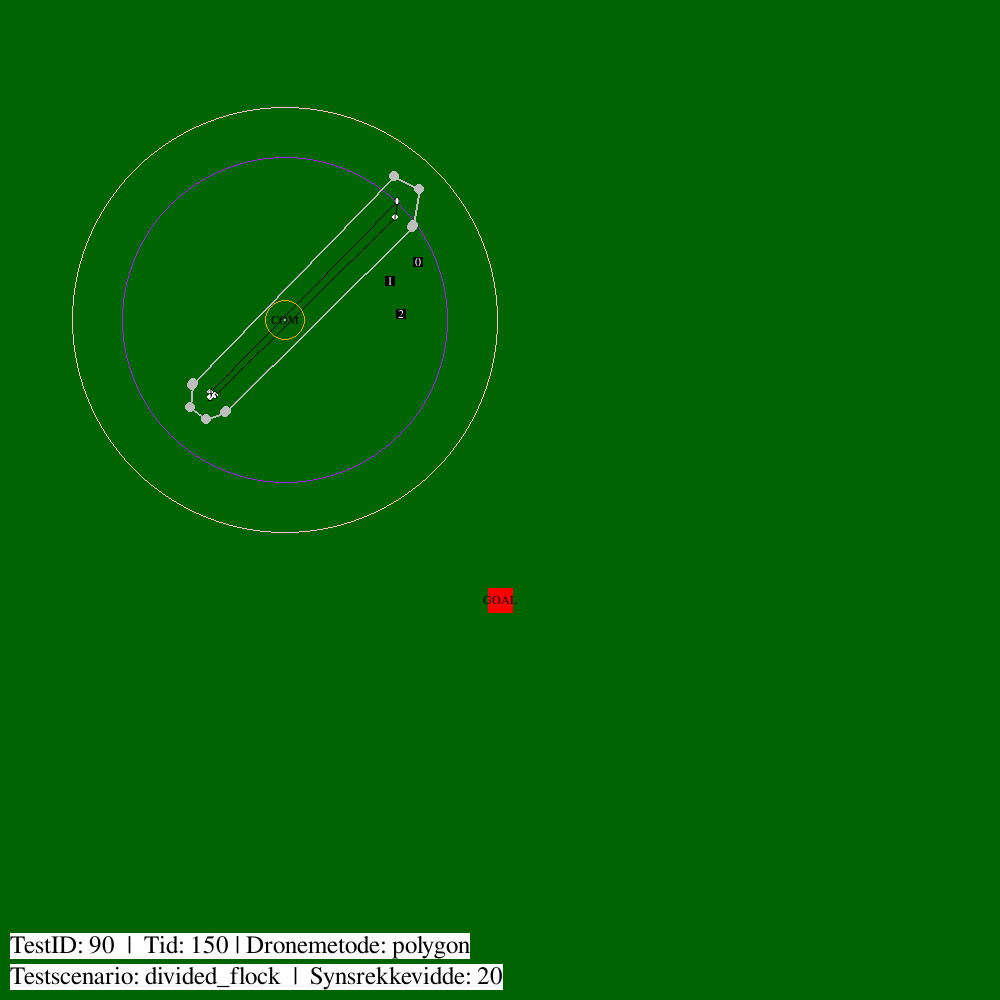 0
1
2
COM
GOAL
TestID: 90 | Tid: 150 | Dronemetode: polygon
Testscenario: divided_flock | Synsrekkevidde: 20